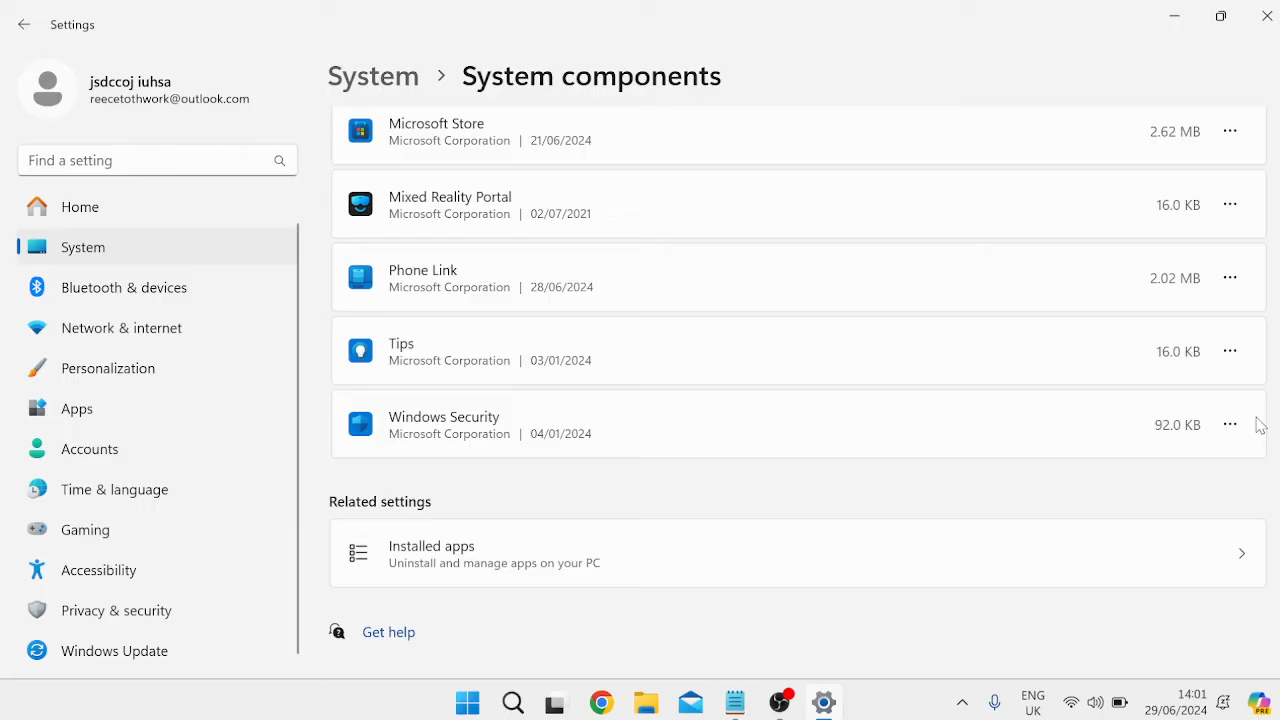 Settings
jsdccoj iuhsa
reecetothwork@outlook.com
Find a setting
Home
System
Bluetooth & devices
Network & internet
Personalization
Apps
Accounts
Time & language
Gaming
Accessibility
Privacy & security
Windows Update
System > System components
Microsoft Store
Microsoft Corporation | 21/06/2024
2.62 MB
Mixed Reality Portal
Microsoft Corporation | 02/07/2021
16.0 KB
Phone Link
Microsoft Corporation | 28/06/2024
2.02 MB
Tips
Microsoft Corporation | 03/01/2024
16.0 KB
Windows Security
Microsoft Corporation | 04/01/2024
92.0 KB
Related settings
Installed apps
Uninstall and manage apps on your PC
Get help
ENG
UK
14:01
29/06/2024
PRE